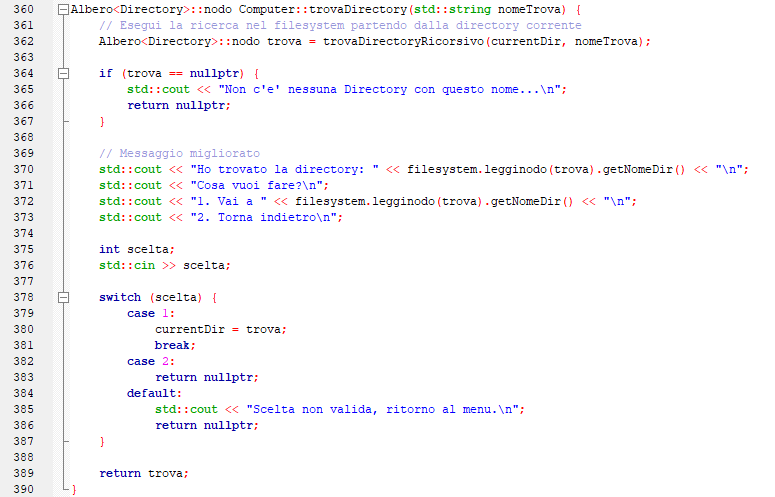 360 Albero<Directory>::nodo Computer::trovaDirectory(std::string nomeTrova) {
361     // Esegui la ricerca nel filesystem partendo dalla directory corrente
362     Albero<Directory>::nodo trova = trovaDirectoryRicorsivo(currentDir, nomeTrova);
363
364     if (trova == nullptr) {
365         std::cout << "Non c'e' nessuna Directory con questo nome...\n";
366         return nullptr;
367     }
368
369     // Messaggio migliorato
370     std::cout << "Ho trovato la directory: " << filesystem.legginodo(trova).getNomeDir() << "\n";
371     std::cout << "Cosa vuoi fare?\n";
372     std::cout << "1. Vai a " << filesystem.legginodo(trova).getNomeDir() << "\n";
373     std::cout << "2. Torna indietro\n";
374
375     int scelta;
376     std::cin >> scelta;
377
378     switch (scelta) {
379         case 1:
380             currentDir = trova;
381             break;
382         case 2:
383             return nullptr;
384         default:
385             std::cout << "Scelta non valida, ritorno al menu.\n";
386             return nullptr;
387     }
388
389     return trova;
390 }